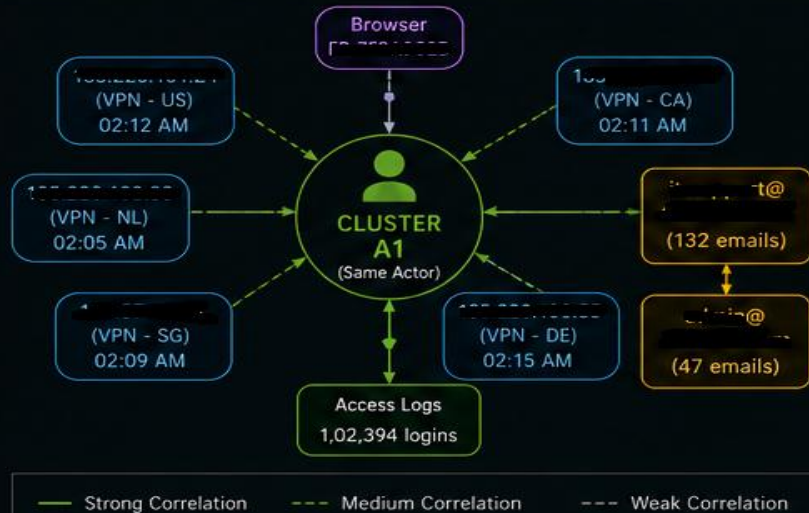 Browser
(VPN - US)
02:12 AM
(VPN - CA)
02:11 AM
CLUSTER
A1
(Same Actor)
(VPN - NL)
02:05 AM
t@
(132 emails)
(VPN - SG)
02:09 AM
(VPN - DE)
02:15 AM
@
(47 emails)
Access Logs
1,02,394 logins
Strong Correlation
Medium Correlation
Weak Correlation